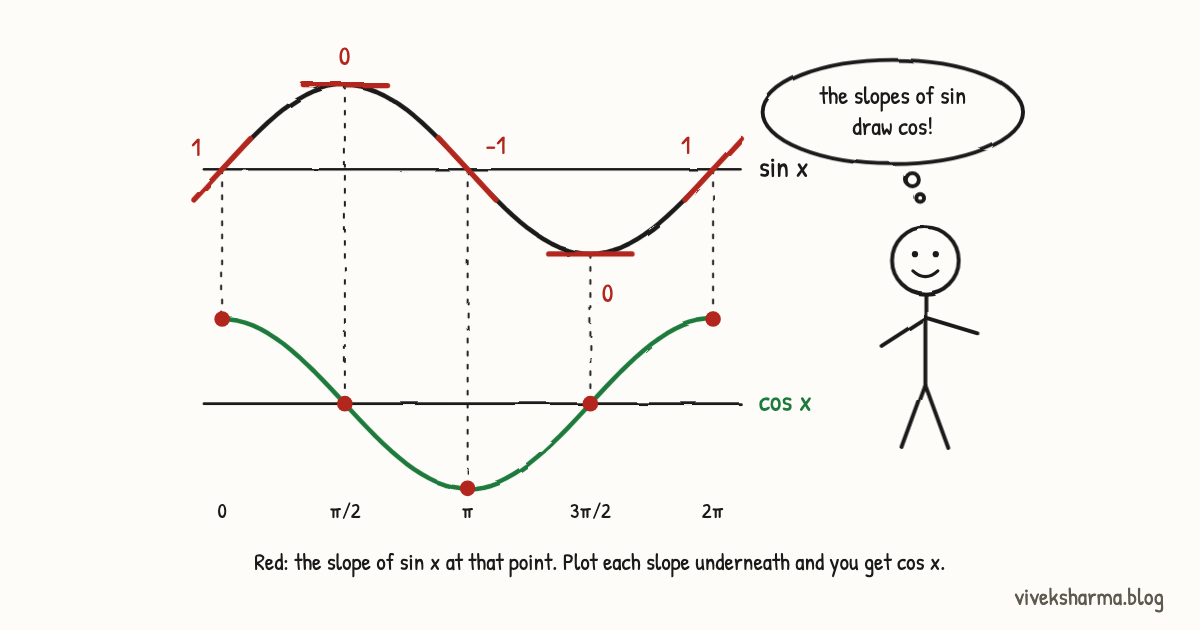 0
the slopes of sin
draw cos!
1
-1
1
sin x
0
cos x
0
π/2
π
3π/2
2π
Red: the slope of sin x at that point. Plot each slope underneath and you get cos x.
viveksharma.blog